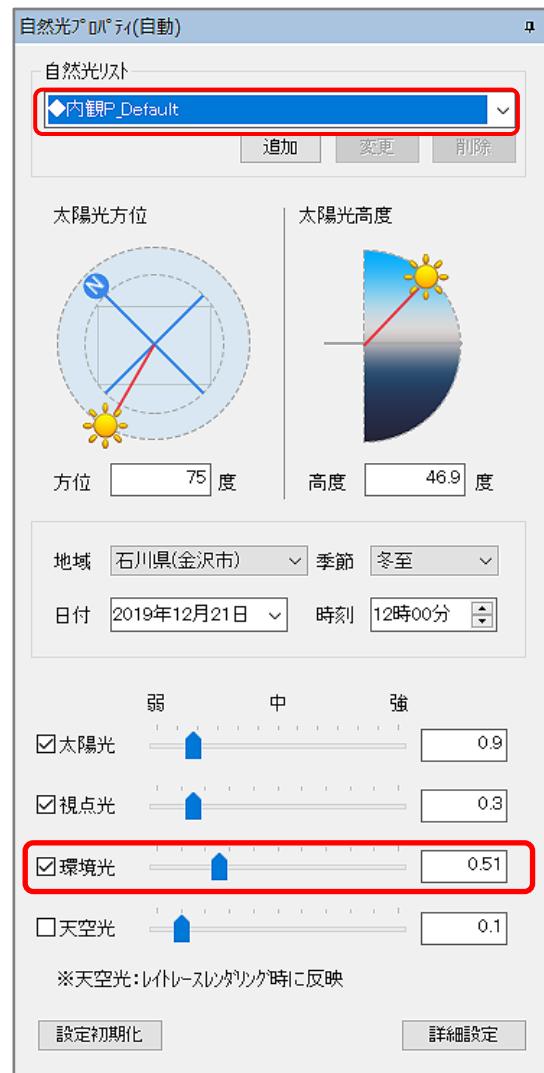 自然光ﾌﾟﾛﾊﾟﾃｨ(自動)
自然光ﾘｽﾄ
◆内観P_Default
追加 変更 削除
太陽光方位 太陽光高度
N
方位 75 度 高度 46.9 度
地域 石川県(金沢市) 季節 冬至
日付 2019年12月21日 時刻 12時00分
弱 中 強
太陽光 0.9
視点光 0.3
環境光 0.51
天空光 0.1
※天空光:ﾚｲﾄﾚｰｽﾚﾝﾀﾞﾘﾝｸﾞ時に反映
設定初期化 詳細設定